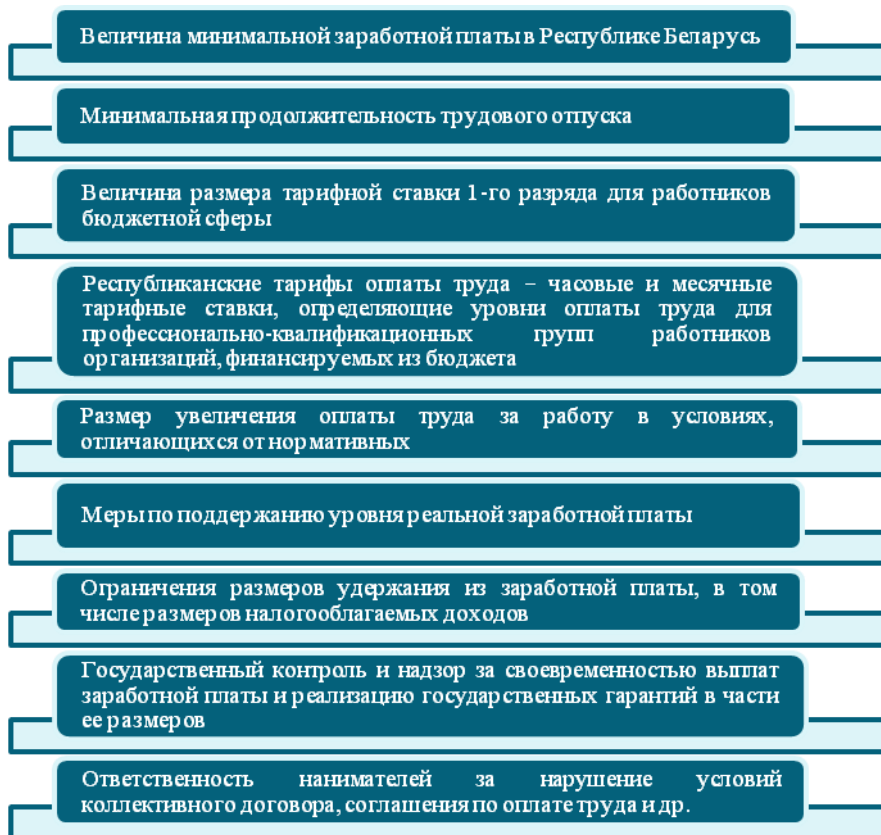 Величина минимальной заработной платы в Республике Беларусь
Минимальная продолжительность трудового отпуска
Величина размера тарифной ставки 1-го разряда для работников
бюджетной сферы
Республиканские тарифы оплаты труда – часовые и месячные
тарифные ставки, определяющие уровни оплаты труда для
профессионально-квалификационных групп работников
организаций, финансируемых из бюджета
Размер увеличения оплаты труда за работу в условиях,
отличающихся от нормативных
Меры по поддержанию уровня реальной заработной платы
Ограничения размеров удержания из заработной платы, в том
числе размеров налогооблагаемых доходов
Государственный контроль и надзор за своевременностью выплат
заработной платы и реализацию государственных гарантий в части
ее размеров
Ответственность нанимателей за нарушение условий
коллективного договора, соглашения по оплате труда и др.